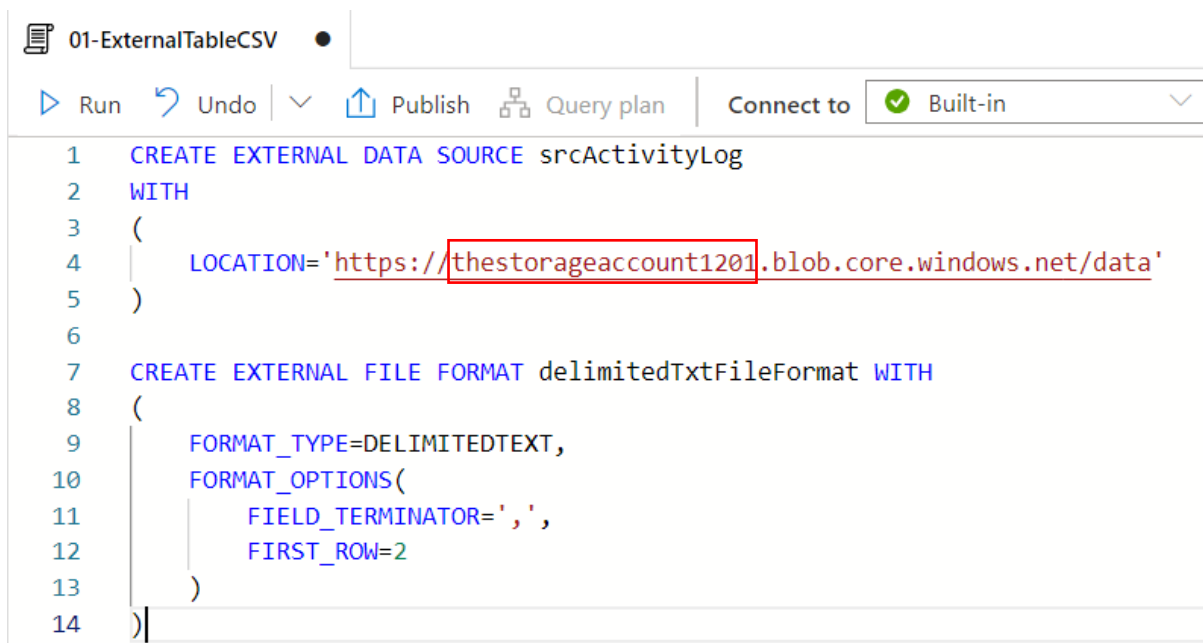 01-ExternalTableCSV
Run Undo Publish Query plan Connect to Built-in
1 CREATE EXTERNAL DATA SOURCE srcActivityLog
2 WITH
3 (
4 LOCATION='https://thestorageaccount1201.blob.core.windows.net/data'
5 )
6
7 CREATE EXTERNAL FILE FORMAT delimitedTxtFileFormat WITH
8 (
9 FORMAT_TYPE=DELIMITEDTEXT,
10 FORMAT_OPTIONS(
11 FIELD_TERMINATOR=',',
12 FIRST_ROW=2
13 )
14 )